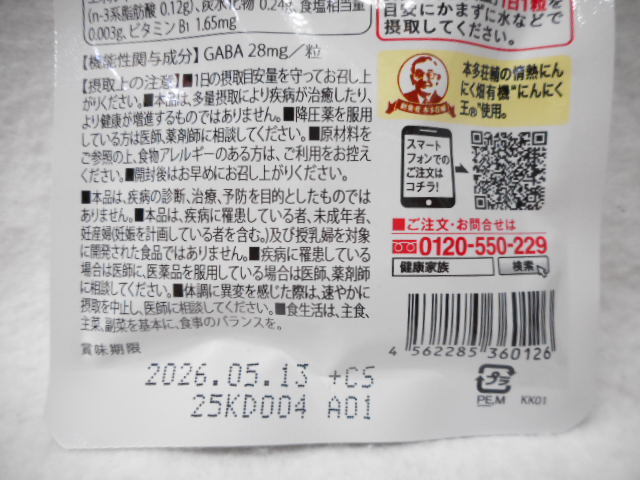 (n-3系脂肪酸 0.12g)、炭水化物 0.24g、食塩相当量
0.003g、ビタミンB₁ 1.65mg
【機能性関与成分】GABA 28mg／粒
【摂取上の注意】■1日の摂取目安量を守ってお召し上
がりください。■本品は、多量摂取により疾病が治癒したり、
より健康が増進するものではありません。■降圧薬を服用
している方は医師、薬剤師に相談してください。■原材料を
ご参照の上、食物アレルギーのある方は、ご利用をお控え
ください。■開封後はお早めにお召し上がりください。
■本品は、疾病の診断、治療、予防を目的としたものでは
ありません。■本品は、疾病に罹患している者、未成年者、
妊産婦(妊娠を計画している者を含む。)及び授乳婦を対象
に開発された食品ではありません。■疾病に罹患している
場合は医師に、医薬品を服用している場合は医師、薬剤師
に相談してください。■体調に異変を感じた際は、速やかに
摂取を中止し、医師に相談してください。■食生活は、主食、
主菜、副菜を基本に、食事のバランスを。
賞味期限
2026.05.13 +CS
25KD004 A01
1日1粒を
目安にかまずに水などで
摂取してください。
本多荘輔の情熱にん
にく畑有機“にんにく
王®”使用。
スマート
フォンでの
ご注文は
コチラ!
■ご注文・お問合せは
0120-550-229
健康家族 検索
4 562285 360126
プラ
PE,M
KK01